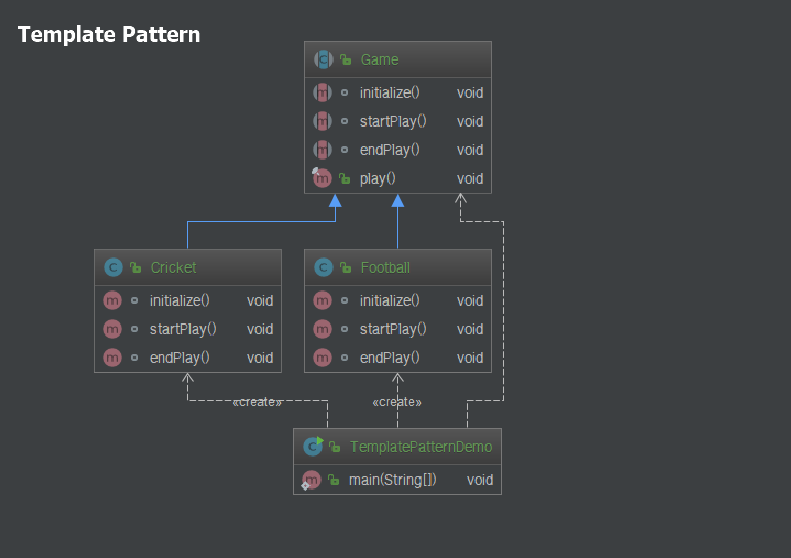 Template Pattern
Game
initialize() void
startPlay() void
endPlay() void
play() void
Cricket
initialize() void
startPlay() void
endPlay() void
Football
initialize() void
startPlay() void
endPlay() void
«create»
«create»
TemplatePatternDemo
main(String[]) void